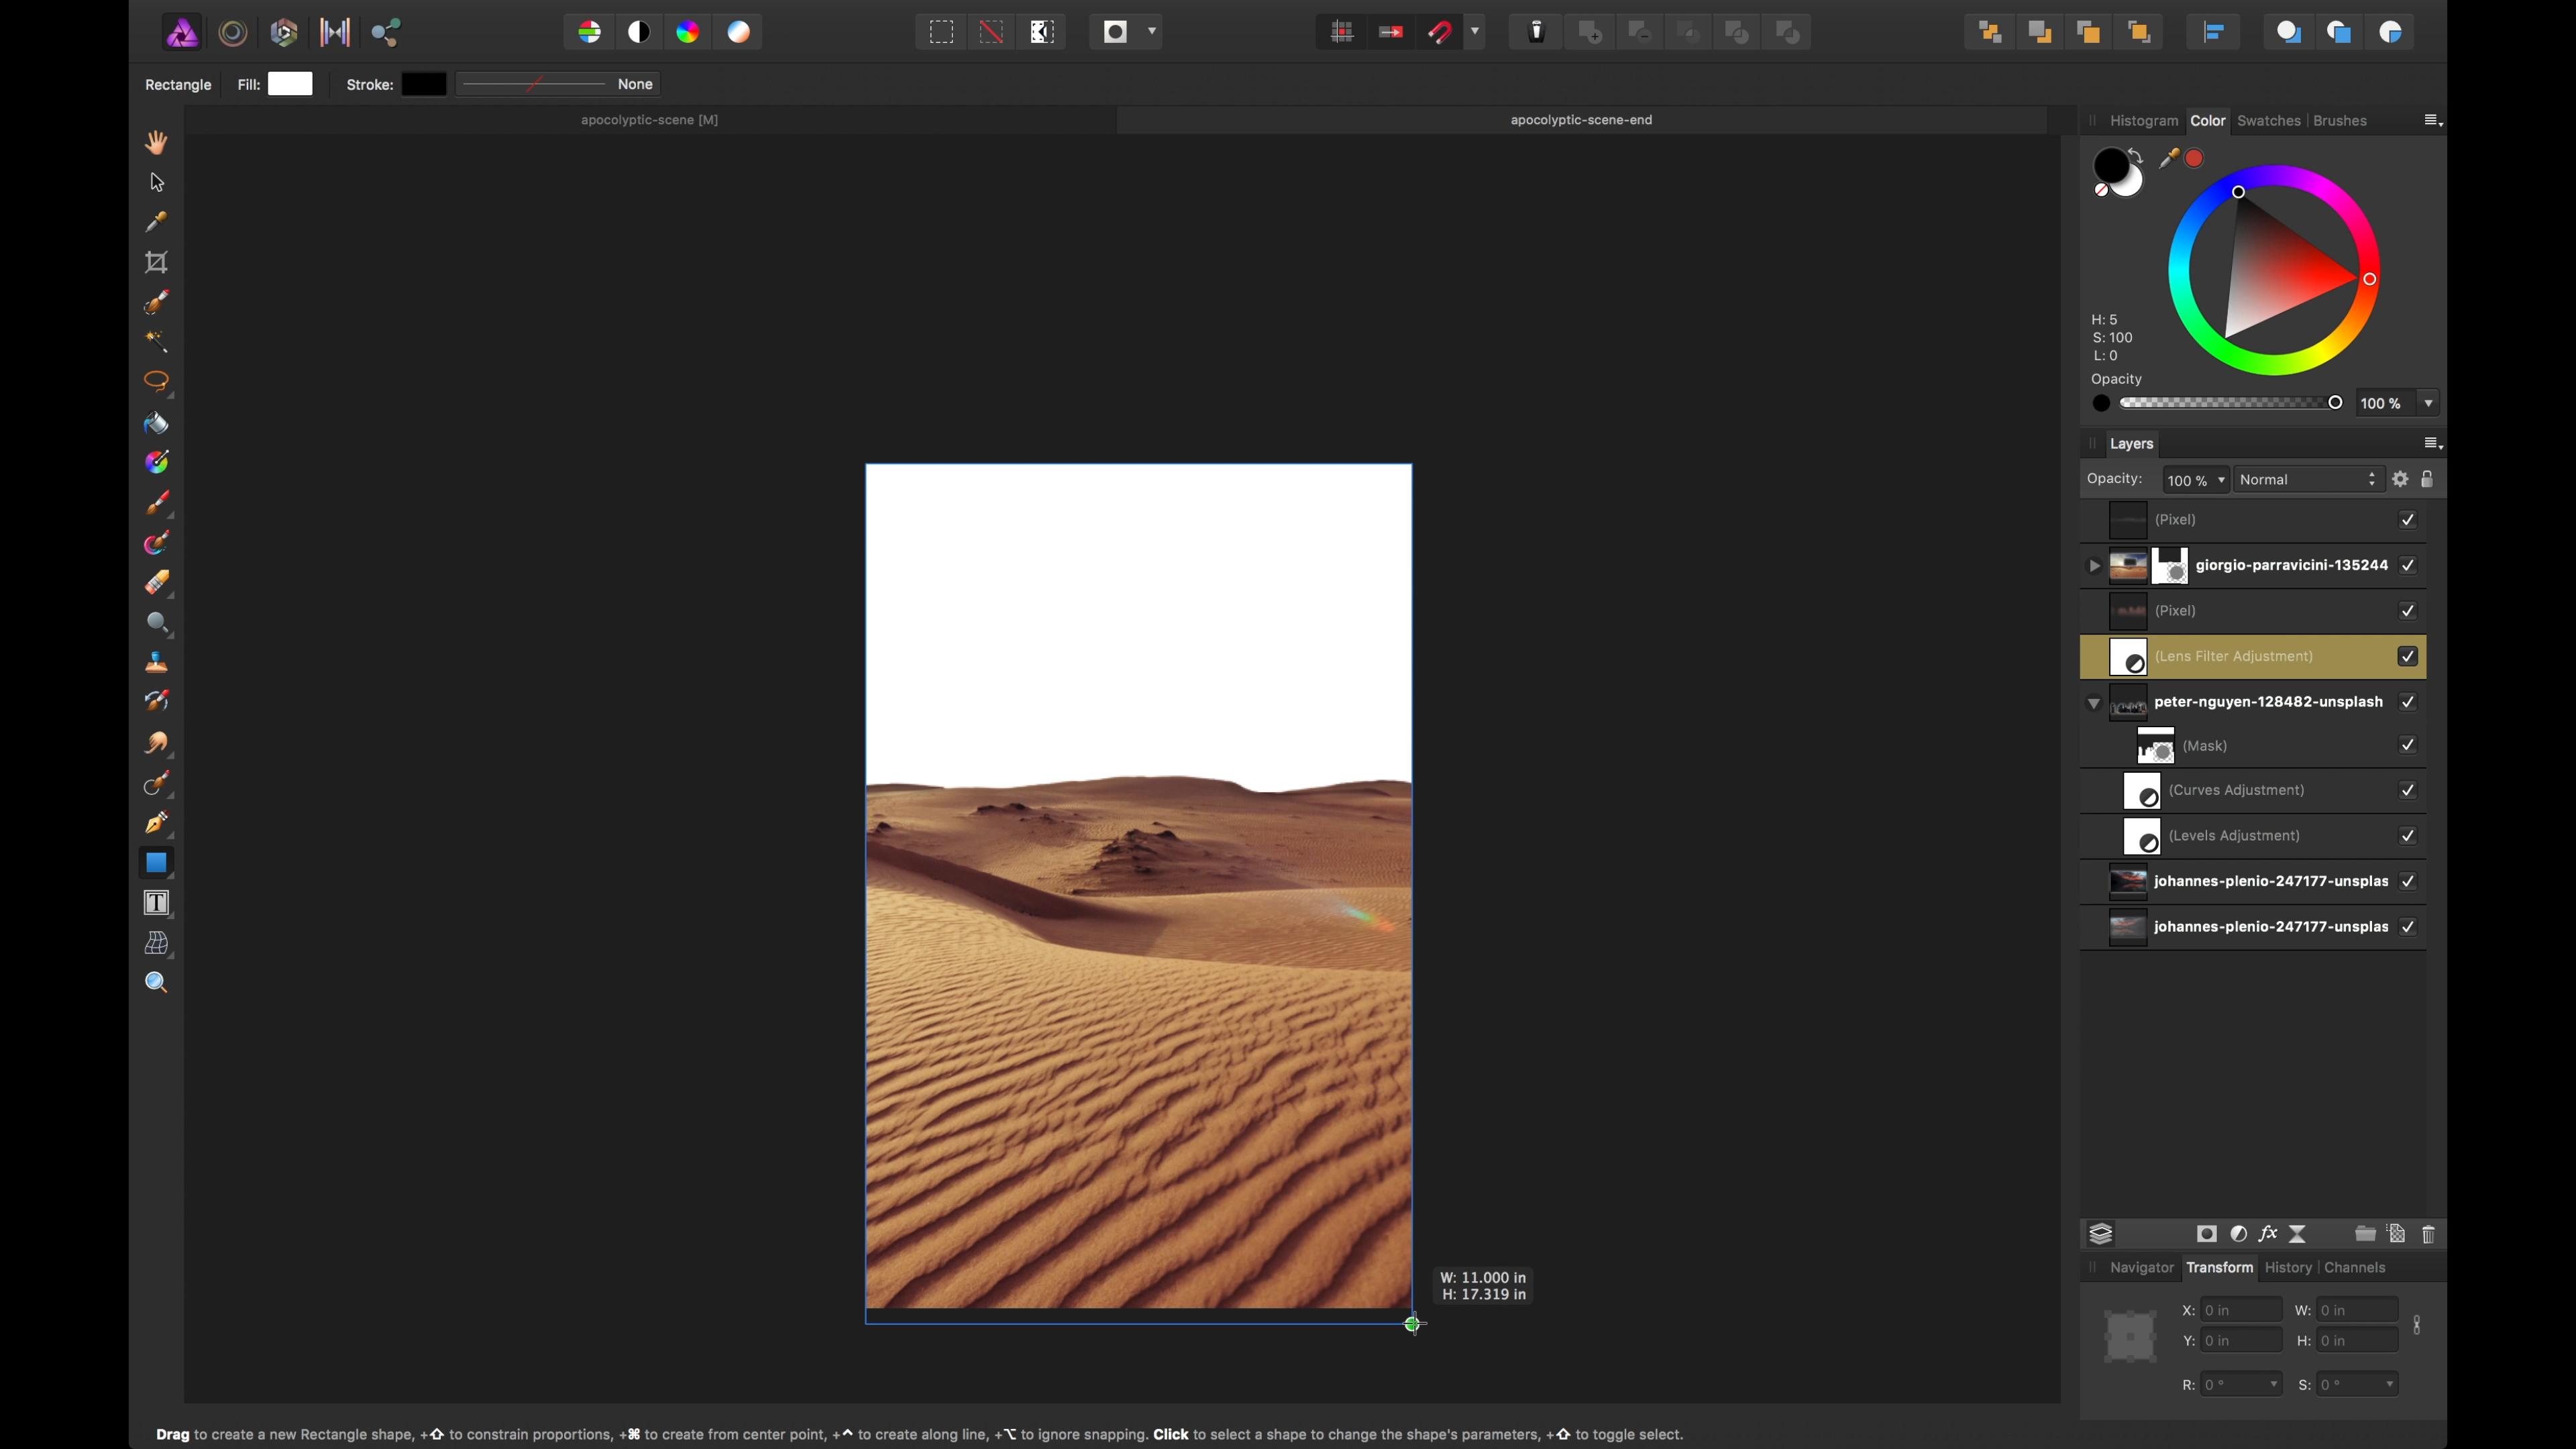 Rectangle Fill: Stroke: None
apocolyptic-scene [M] apocolyptic-scene-end
Histogram Color Swatches Brushes
H: 5
S: 100
L: 0
Opacity
100 %
Layers
Opacity: 100 % Normal
(Pixel)
giorgio-parravicini-135244
(Pixel)
(Lens Filter Adjustment)
peter-nguyen-128482-unsplash
(Mask)
(Curves Adjustment)
(Levels Adjustment)
johannes-plenio-247177-unsplas
johannes-plenio-247177-unsplas
fx
Navigator Transform History Channels
W: 11.000 in
H: 17.319 in
X: 0 in W: 0 in
Y: 0 in H: 0 in
R: 0 ° S: 0 °
Drag to create a new Rectangle shape, +⇧ to constrain proportions, +⌘ to create from center point, +⌃ to create along line, +⌥ to ignore snapping. Click to select a shape to change the shape's parameters, +⇧ to toggle select.